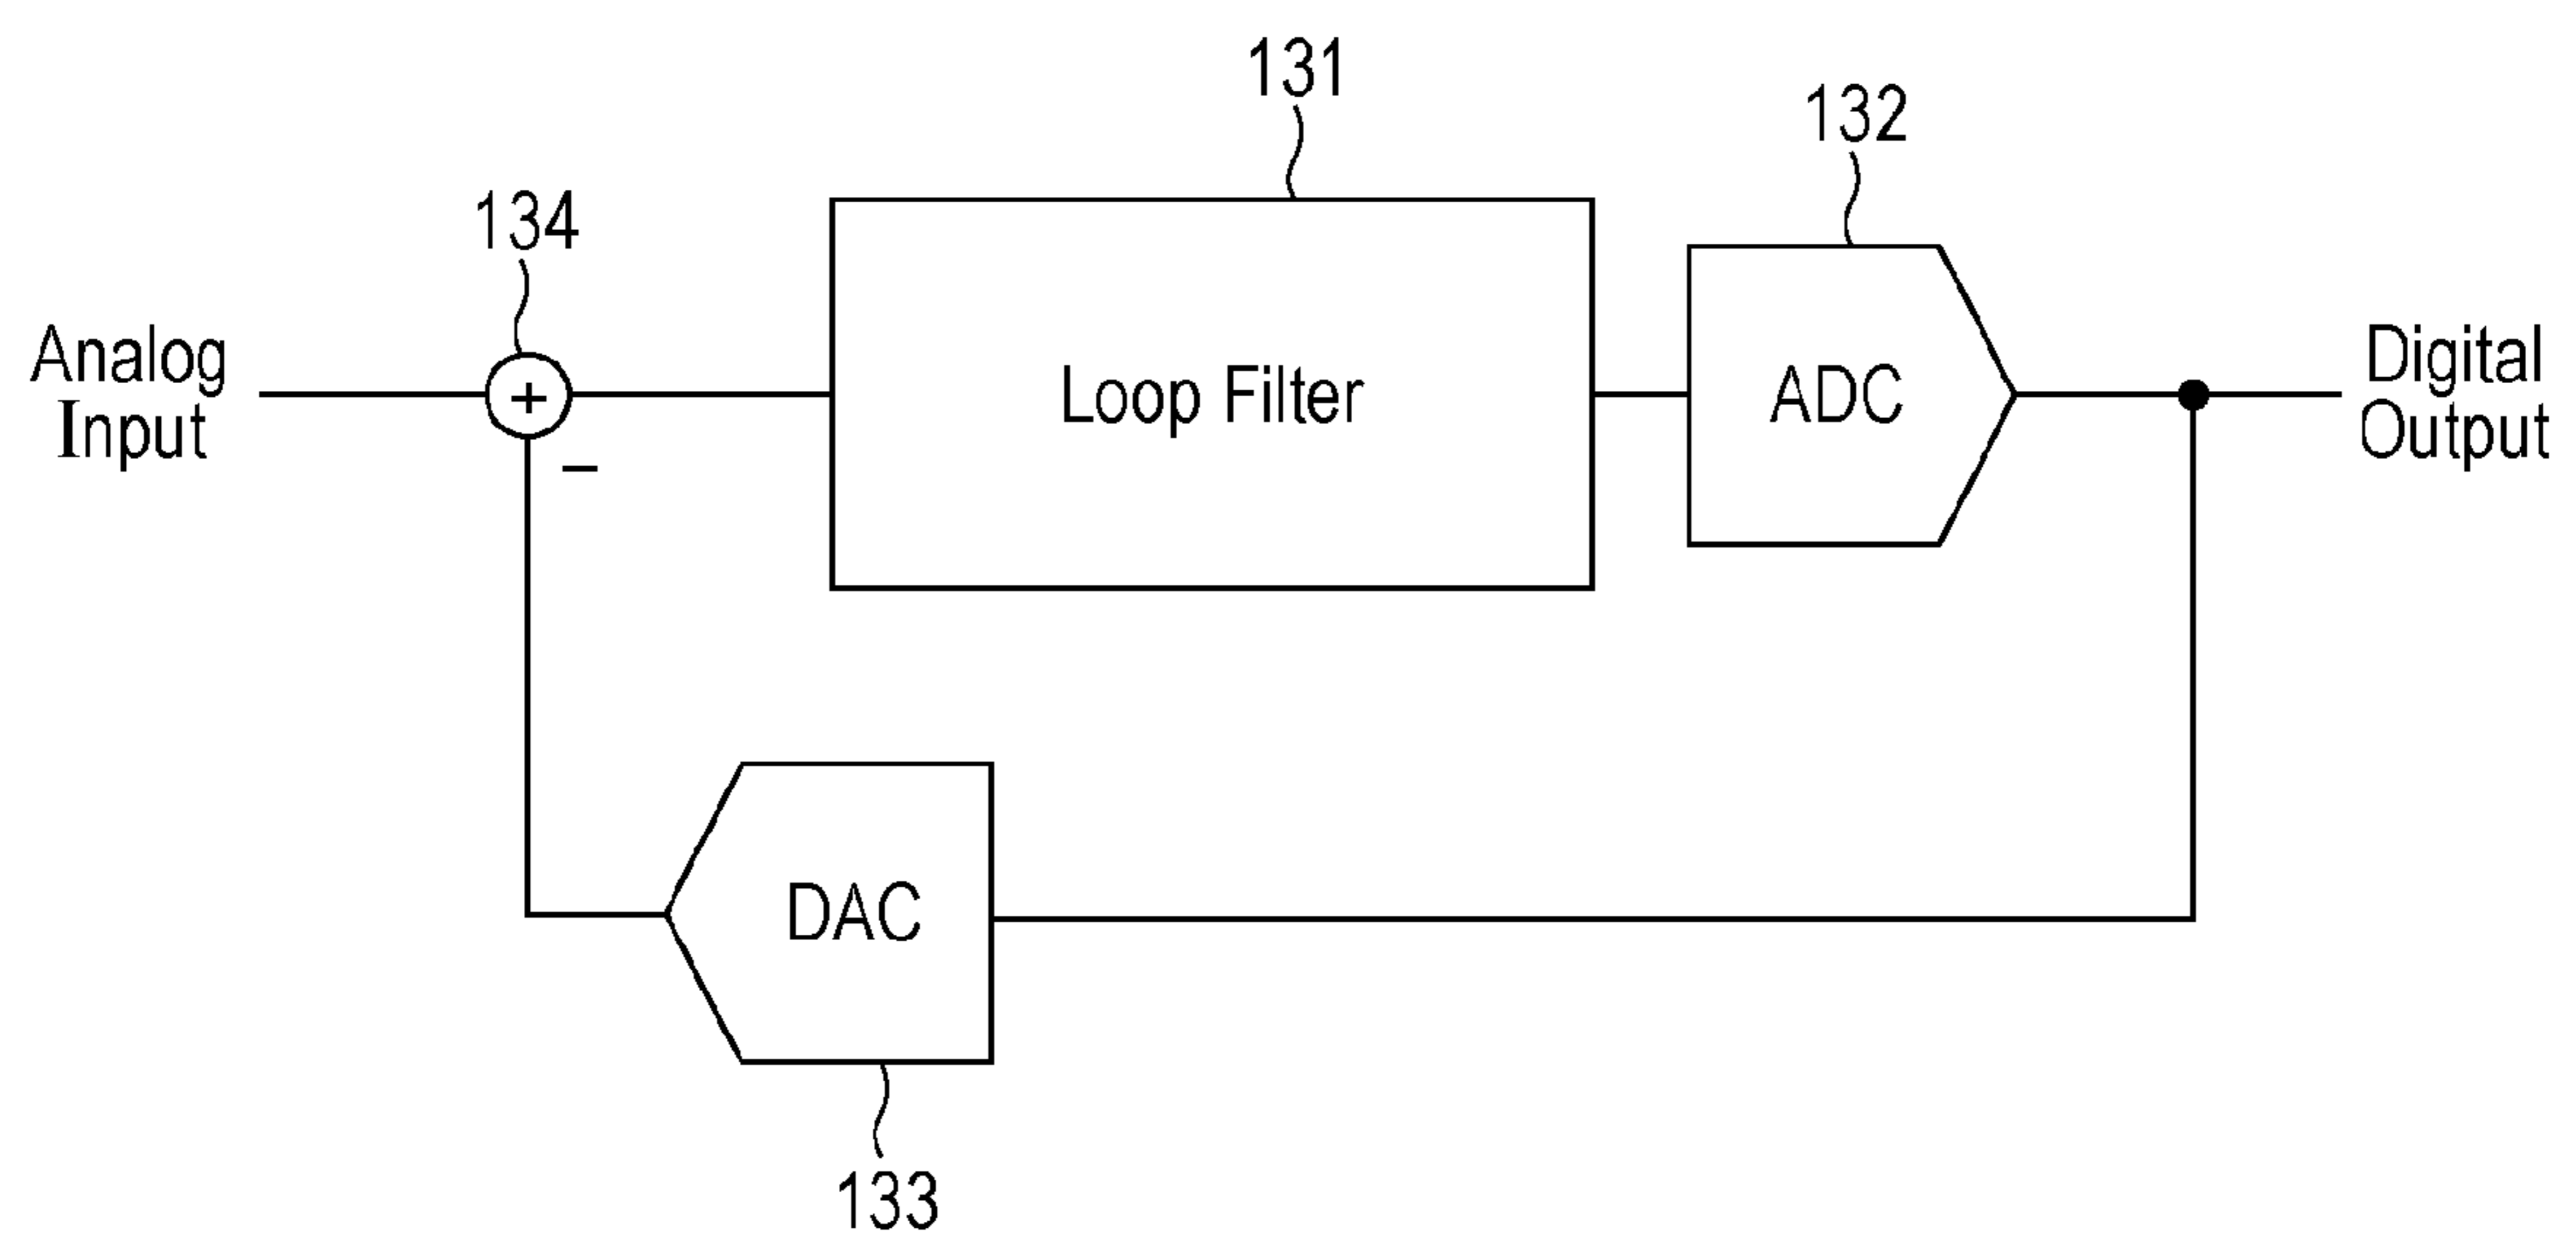 131
132
134
Analog
Input
+
Loop Filter
ADC
Digital
Output
–
DAC
133